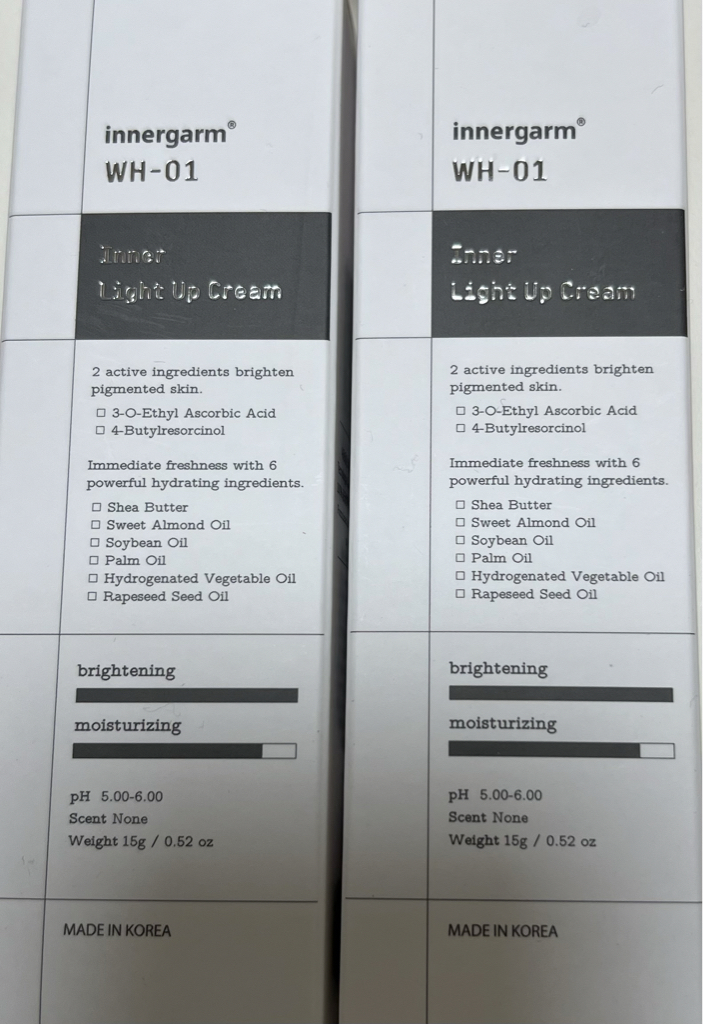 innergarm®
WH-01
Inner
Light Up Cream
2 active ingredients brighten
pigmented skin.
□ 3-O-Ethyl Ascorbic Acid
□ 4-Butylresorcinol
Immediate freshness with 6
powerful hydrating ingredients.
□ Shea Butter
□ Sweet Almond Oil
□ Soybean Oil
□ Palm Oil
□ Hydrogenated Vegetable Oil
□ Rapeseed Seed Oil
brightening
moisturizing
pH 5.00-6.00
Scent None
Weight 15g / 0.52 oz
MADE IN KOREA
innergarm®
WH-01
Inner
Light Up Cream
2 active ingredients brighten
pigmented skin.
□ 3-O-Ethyl Ascorbic Acid
□ 4-Butylresorcinol
Immediate freshness with 6
powerful hydrating ingredients.
□ Shea Butter
□ Sweet Almond Oil
□ Soybean Oil
□ Palm Oil
□ Hydrogenated Vegetable Oil
□ Rapeseed Seed Oil
brightening
moisturizing
pH 5.00-6.00
Scent None
Weight 15g / 0.52 oz
MADE IN KOREA